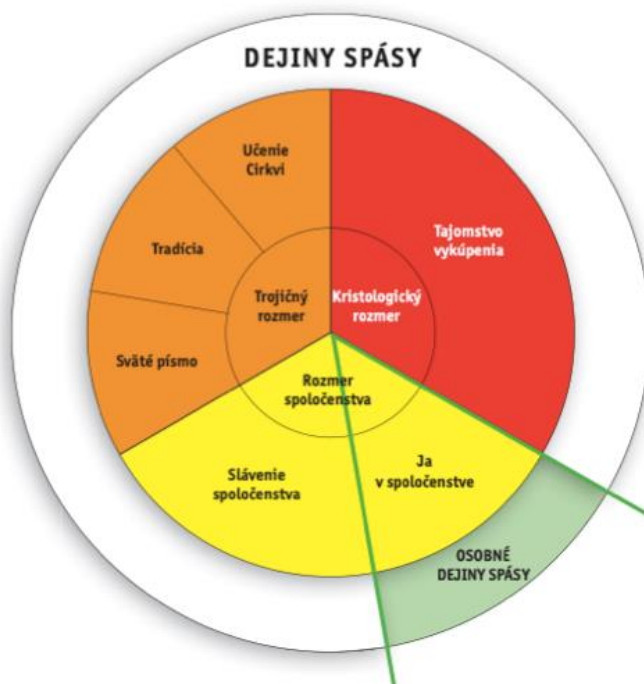 DEJINY SPÁSY
Učenie
Cirkvi
Tajomstvo
vykúpenia
Tradícia
Trojičný
rozmer
Kristologický
rozmer
Sväté písmo
Rozmer
spoločenstva
Slávenie
spoločenstva
Ja
v spoločenstve
OSOBNÉ
DEJINY SPÁSY